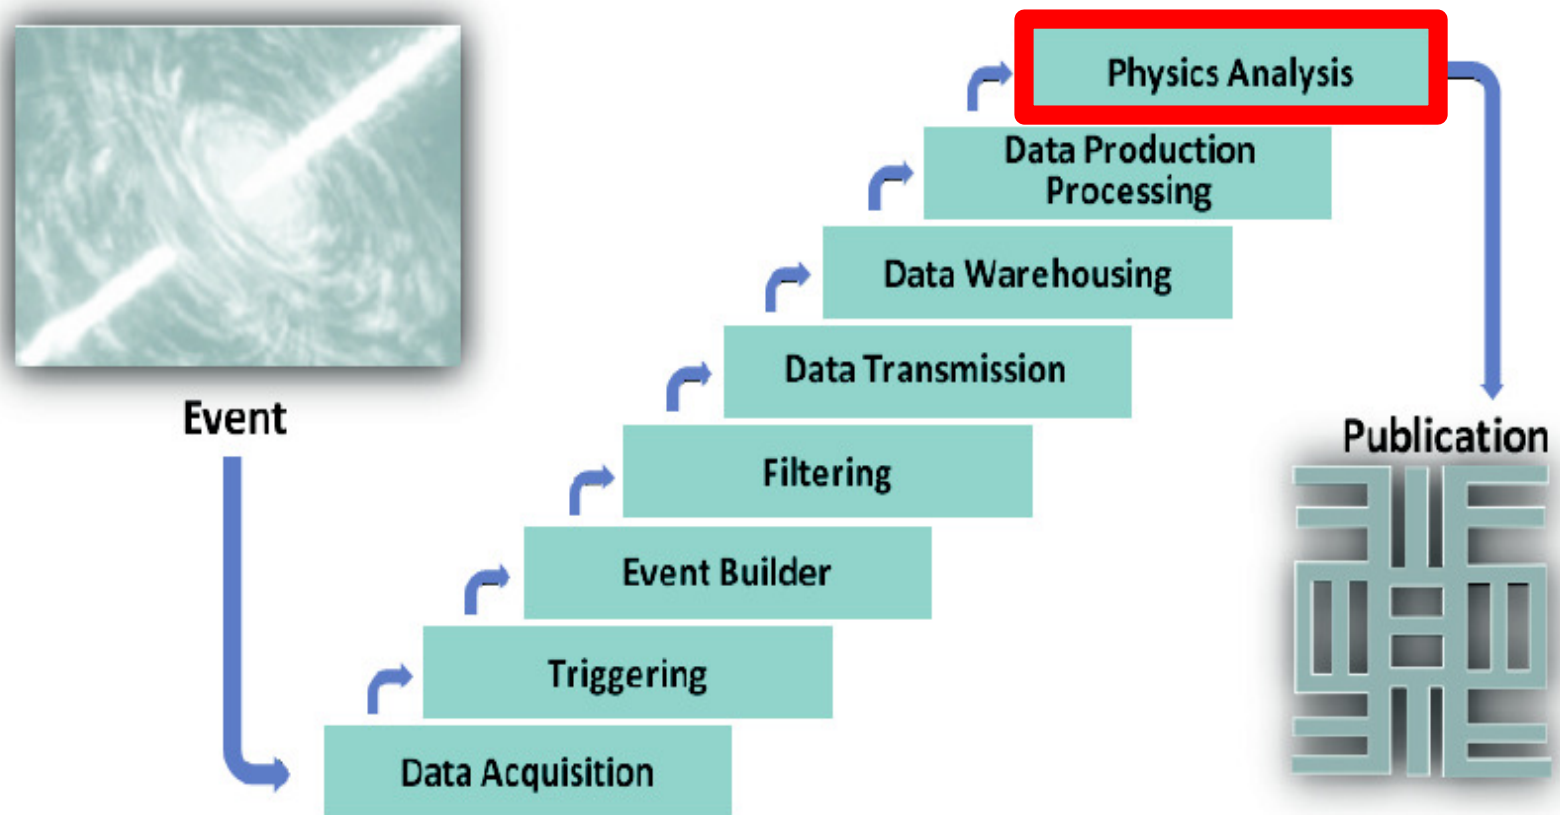 Physics Analysis
Data Production
Processing
Data Warehousing
Data Transmission
Event
Publication
Filtering
Event Builder
Triggering
Data Acquisition